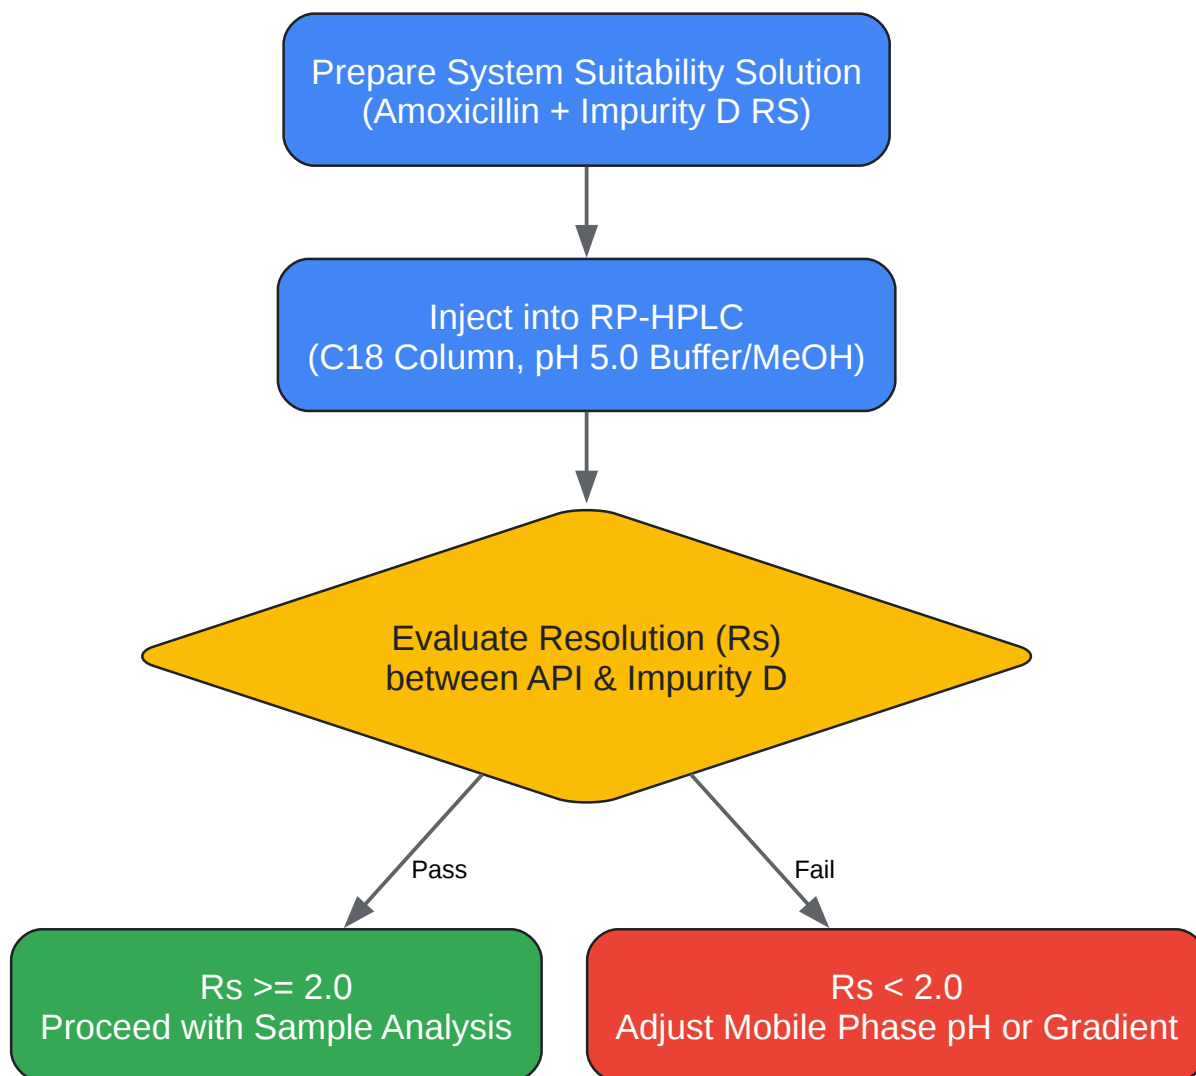 Prepare System Suitability Solution
(Amoxicillin + Impurity D RS)
Inject into RP-HPLC
(C18 Column, pH 5.0 Buffer/MeOH)
Evaluate Resolution (Rs)
between API & Impurity D
Pass
Fail
Rs >= 2.0
Proceed with Sample Analysis
Rs < 2.0
Adjust Mobile Phase pH or Gradient